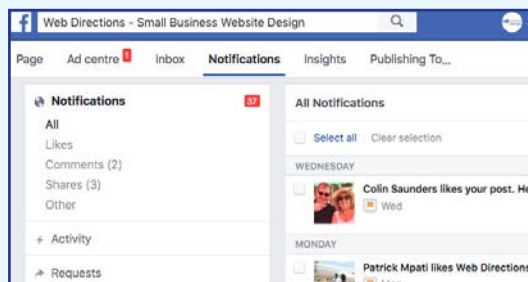 f Web Directions - Small Business Website Design
Page Ad centre 1 Inbox Notifications Insights Publishing To...
Notifications 37
All
Likes
Comments (2)
Shares (3)
Other
Activity
Requests
All Notifications
Select all Clear selection
WEDNESDAY
Colin Saunders likes your post. He
Wed
MONDAY
Patrick Mpati likes Web Directions
Mon